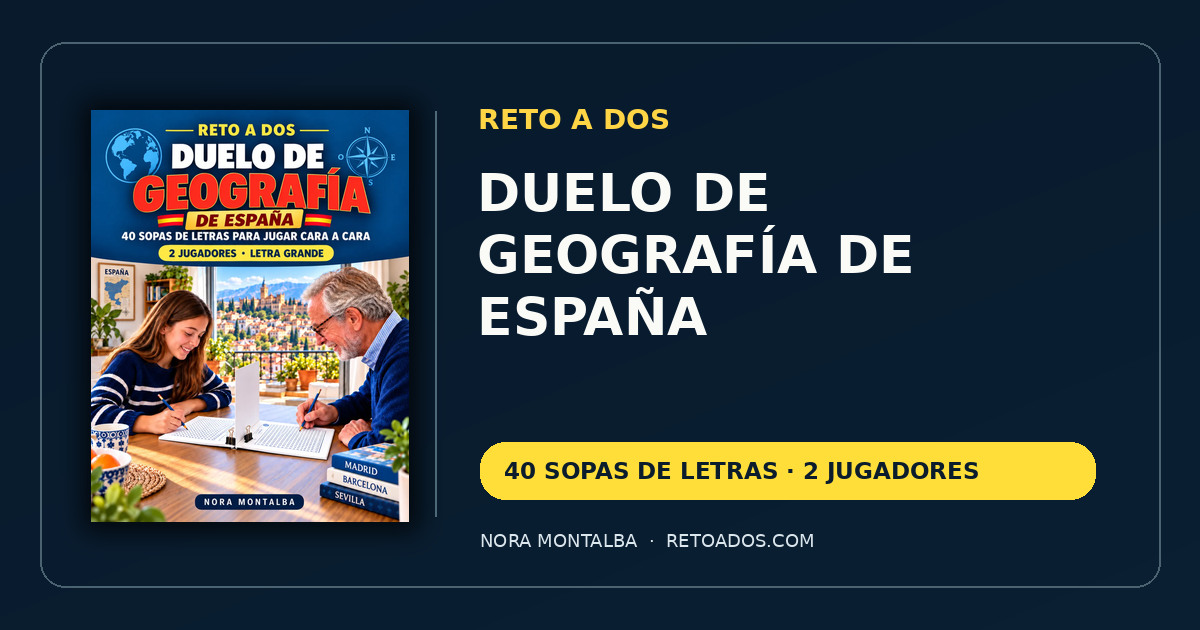 RETO A DOS
DUELO DE
GEOGRAFÍA
DE ESPAÑA
40 SOPAS DE LETRAS PARA JUGAR CARA A CARA
2 JUGADORES · LETRA GRANDE
N
O
E
S
ESPAÑA
MADRID
BARCELONA
SEVILLA
NORA MONTALBA
RETO A DOS
DUELO DE
GEOGRAFÍA DE
ESPAÑA
40 SOPAS DE LETRAS · 2 JUGADORES
NORA MONTALBA · RETOADOS.COM